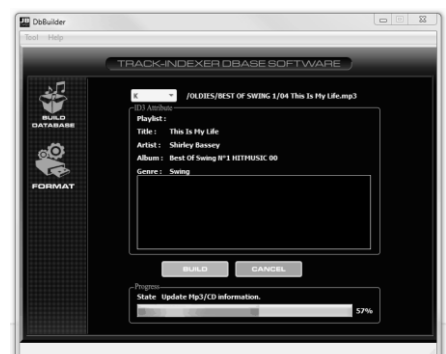 DbBuilder
Tool Help
TRACK-INDEXER DBASE SOFTWARE
K /OLDIES/BEST OF SWING 1/04 This Is My Life.mp3
BUILD
DATABASE
FORMAT
ID3 Attribute
Playlist :
Title : This Is My Life
Artist : Shirley Bassey
Album : Best Of Swing N°1 HITMUSIC 00
Genre : Swing
BUILD CANCEL
Progress
State Update Mp3/CD information.
57%